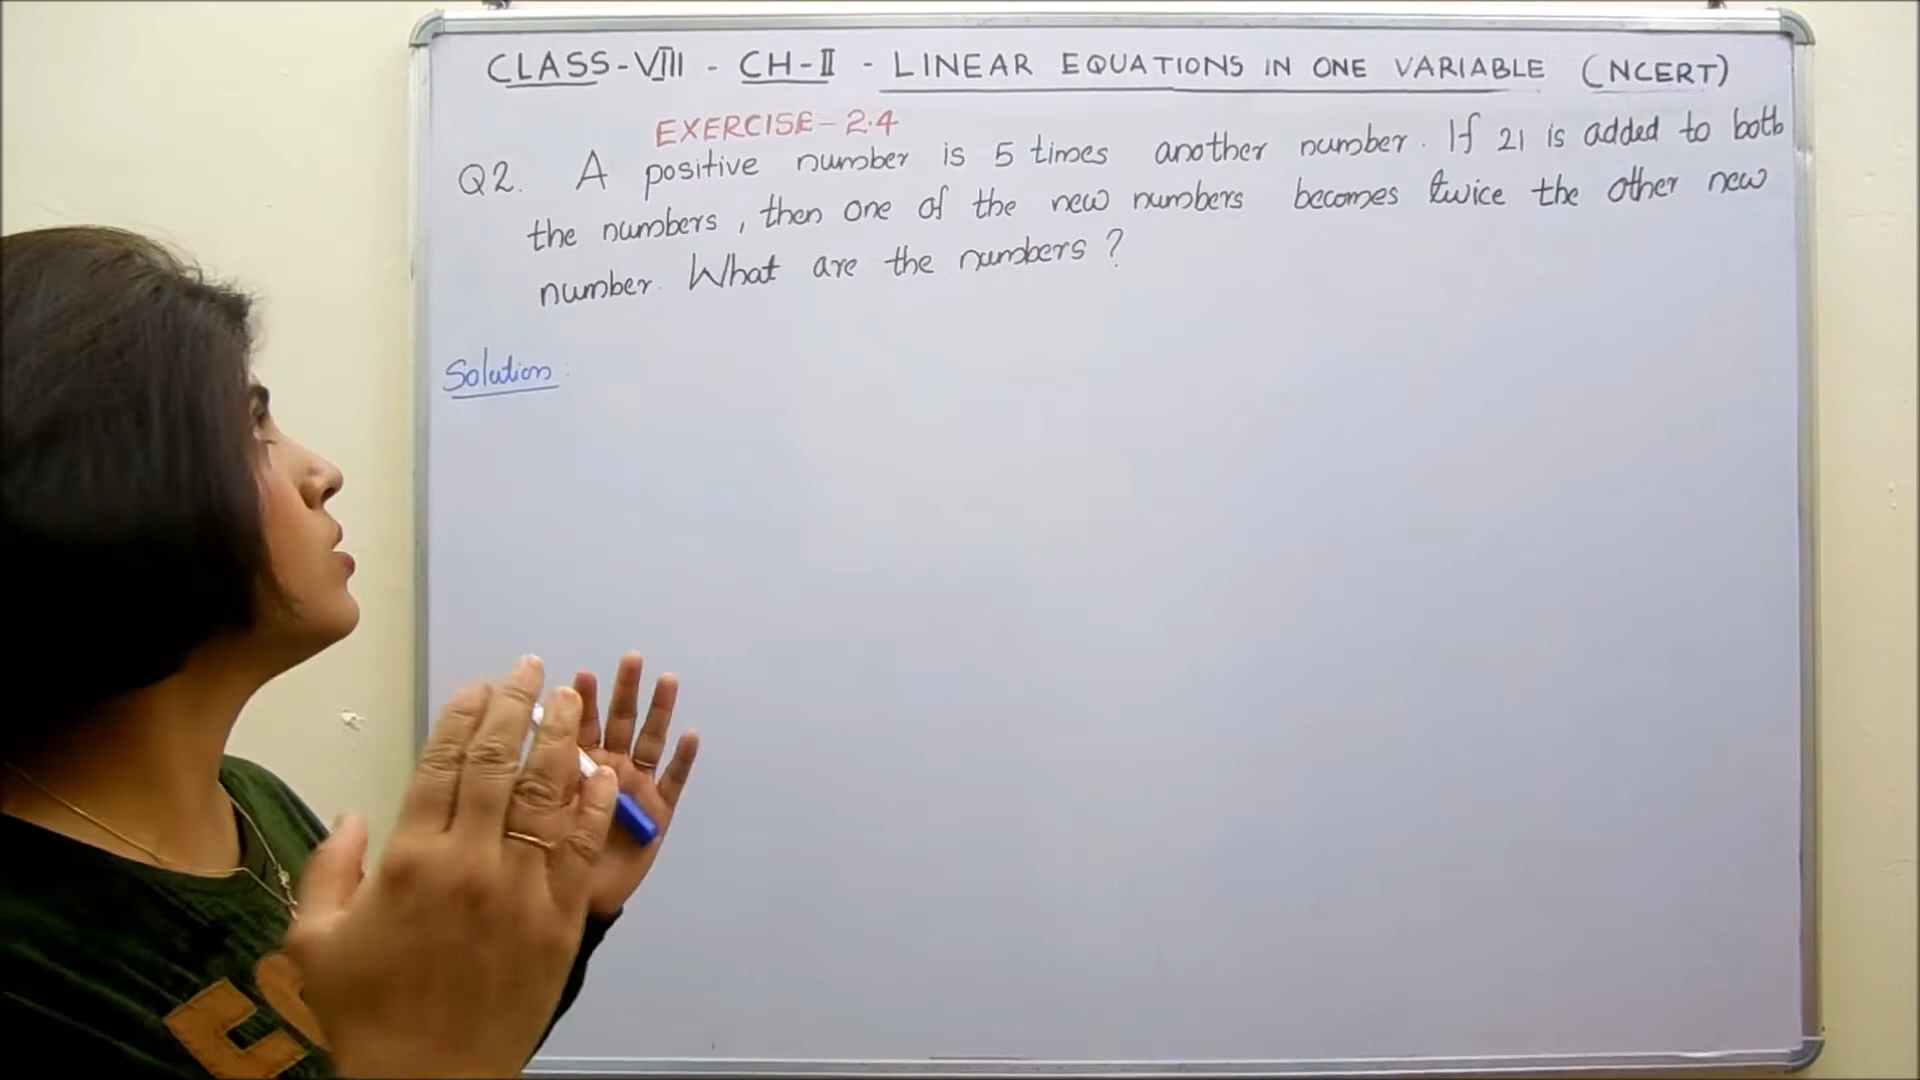 CLASS-VIII - CH-II - LINEAR EQUATIONS IN ONE VARIABLE (NCERT)
EXERCISE-2.4
Q2. A positive number is 5 times another number. If 21 is added to both
the numbers, then one of the new numbers becomes twice the other new
number. What are the numbers?
Solution: